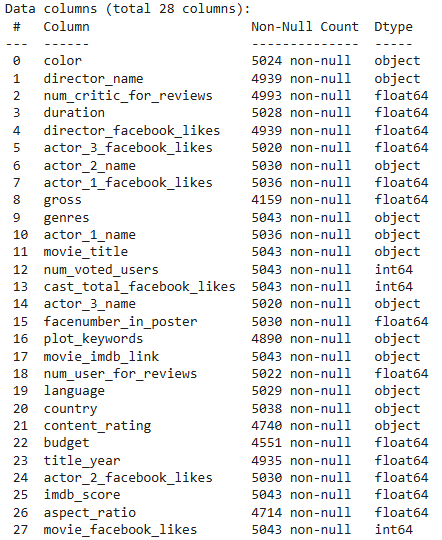 Data columns (total 28 columns):
 #   Column                     Non-Null Count  Dtype
---  ------                     --------------  -----
 0   color                      5024 non-null   object
 1   director_name              4939 non-null   object
 2   num_critic_for_reviews     4993 non-null   float64
 3   duration                   5028 non-null   float64
 4   director_facebook_likes    4939 non-null   float64
 5   actor_3_facebook_likes     5020 non-null   float64
 6   actor_2_name               5030 non-null   object
 7   actor_1_facebook_likes     5036 non-null   float64
 8   gross                      4159 non-null   float64
 9   genres                     5043 non-null   object
 10  actor_1_name               5036 non-null   object
 11  movie_title                5043 non-null   object
 12  num_voted_users            5043 non-null   int64
 13  cast_total_facebook_likes  5043 non-null   int64
 14  actor_3_name               5020 non-null   object
 15  facenumber_in_poster       5030 non-null   float64
 16  plot_keywords              4890 non-null   object
 17  movie_imdb_link            5043 non-null   object
 18  num_user_for_reviews       5022 non-null   float64
 19  language                   5029 non-null   object
 20  country                    5038 non-null   object
 21  content_rating             4740 non-null   object
 22  budget                     4551 non-null   float64
 23  title_year                 4935 non-null   float64
 24  actor_2_facebook_likes     5030 non-null   float64
 25  imdb_score                 5043 non-null   float64
 26  aspect_ratio               4714 non-null   float64
 27  movie_facebook_likes       5043 non-null   int64